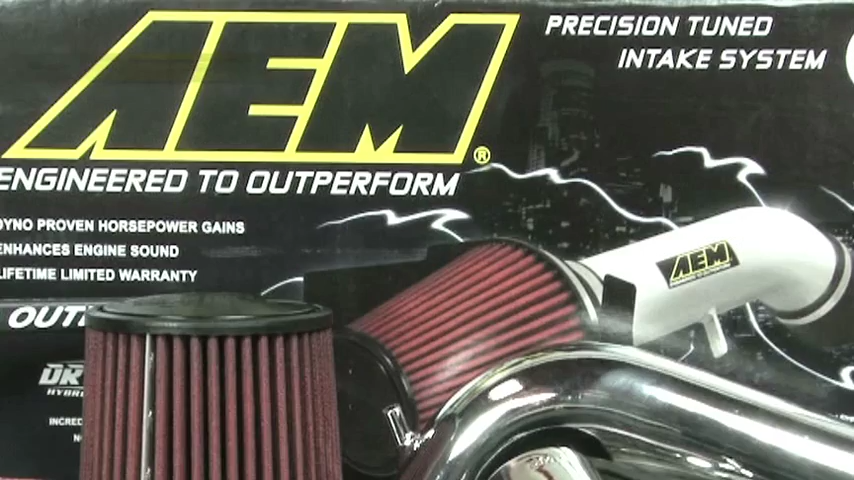 AEM®
PRECISION TUNED
INTAKE SYSTEM
ENGINEERED TO OUTPERFORM
DYNO PROVEN HORSEPOWER GAINS
ENHANCES ENGINE SOUND
LIFETIME LIMITED WARRANTY
AEM